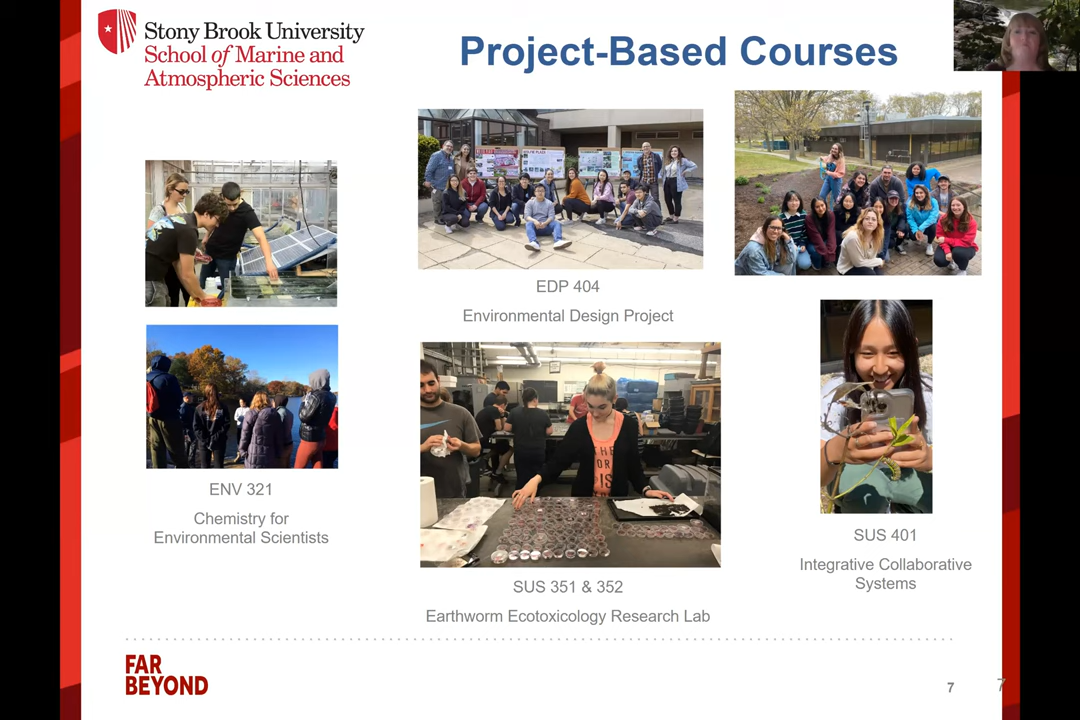 Stony Brook University
School of Marine and
Atmospheric Sciences
Project-Based Courses
EDP 404
Environmental Design Project
ENV 321
Chemistry for
Environmental Scientists
SUS 351 & 352
Earthworm Ecotoxicology Research Lab
SUS 401
Integrative Collaborative
Systems
FAR
BEYOND
7
7